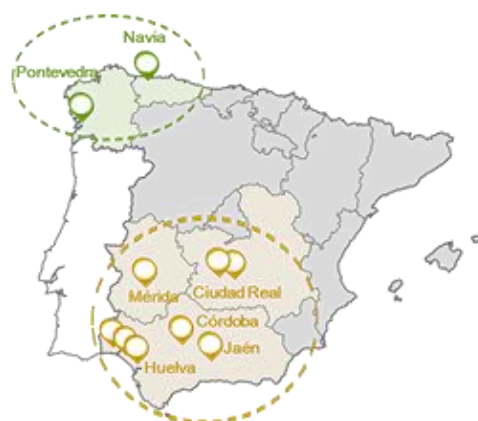 Navia
Pontevedra
Mérida
Ciudad Real
Córdoba
Jaén
Huelva